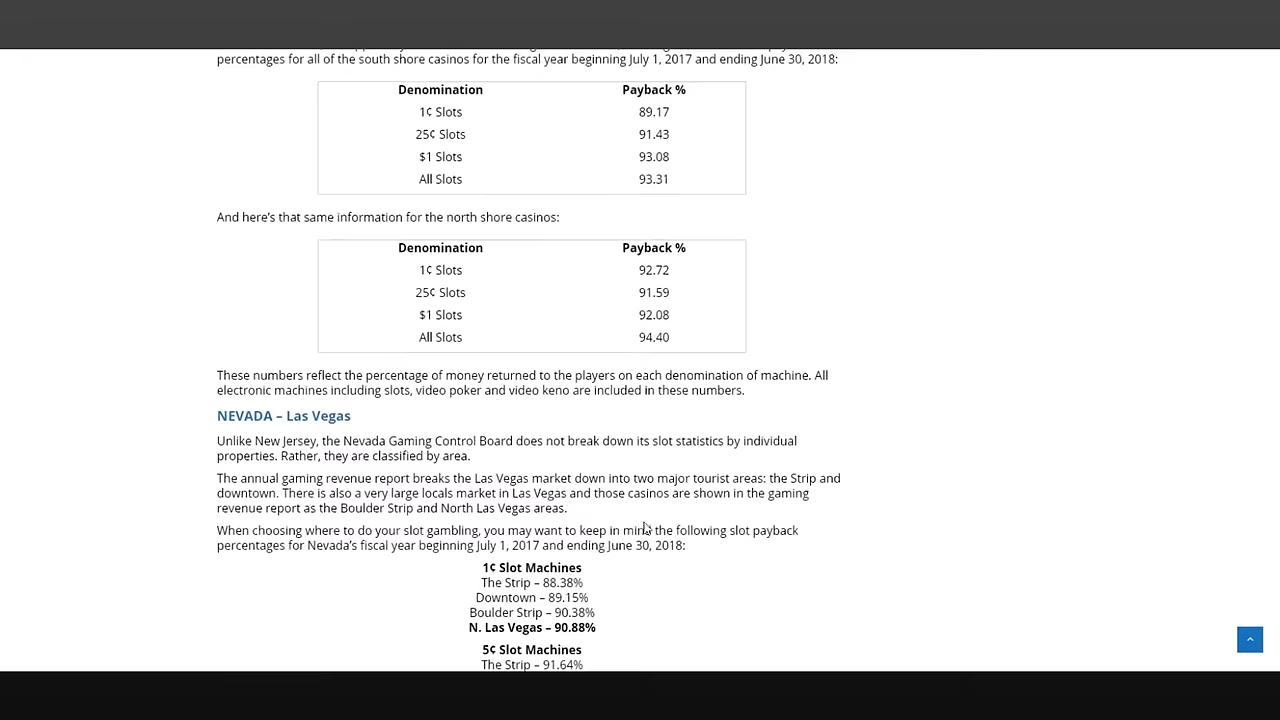 percentages for all of the south shore casinos for the fiscal year beginning July 1, 2017 and ending June 30, 2018:
Denomination Payback %
1¢ Slots 89.17
25¢ Slots 91.43
$1 Slots 93.08
All Slots 93.31
And here's that same information for the north shore casinos:
Denomination Payback %
1¢ Slots 92.72
25¢ Slots 91.59
$1 Slots 92.08
All Slots 94.40
These numbers reflect the percentage of money returned to the players on each denomination of machine. All
electronic machines including slots, video poker and video keno are included in these numbers.
NEVADA – Las Vegas
Unlike New Jersey, the Nevada Gaming Control Board does not break down its slot statistics by individual
properties. Rather, they are classified by area.
The annual gaming revenue report breaks the Las Vegas market down into two major tourist areas: the Strip and
downtown. There is also a very large locals market in Las Vegas and those casinos are shown in the gaming
revenue report as the Boulder Strip and North Las Vegas areas.
When choosing where to do your slot gambling, you may want to keep in mind the following slot payback
percentages for Nevada's fiscal year beginning July 1, 2017 and ending June 30, 2018:
1¢ Slot Machines
The Strip – 88.38%
Downtown – 89.15%
Boulder Strip – 90.38%
N. Las Vegas – 90.88%
5¢ Slot Machines
The Strip – 91.64%